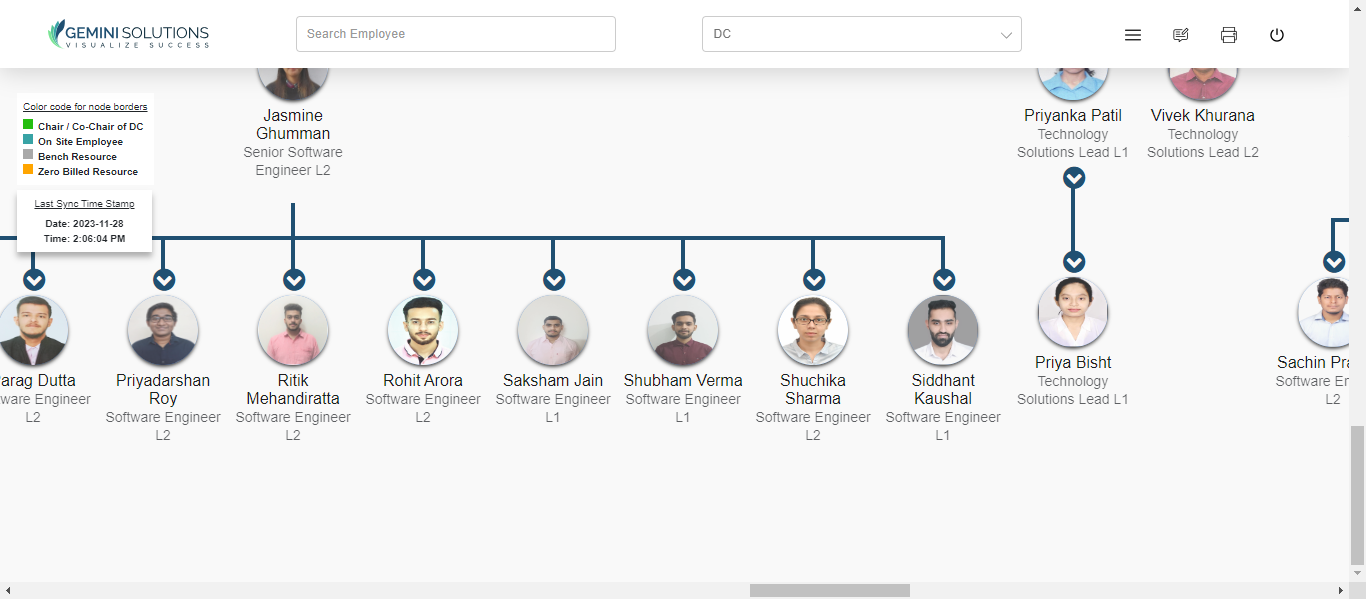 GEMINI SOLUTIONS
VISUALIZE SUCCESS
Search Employee
DC
Color code for node borders
Chair / Co-Chair of DC
On Site Employee
Bench Resource
Zero Billed Resource
Last Sync Time Stamp
Date: 2023-11-28
Time: 2:06:04 PM
Jasmine
Ghumman
Senior Software
Engineer L2
Priyanka Patil
Technology
Solutions Lead L1
Vivek Khurana
Technology
Solutions Lead L2
arag Dutta
ware Engineer
L2
Priyadarshan
Roy
Software Engineer
L2
Ritik
Mehandiratta
Software Engineer
L2
Rohit Arora
Software Engineer
L2
Saksham Jain
Software Engineer
L1
Shubham Verma
Software Engineer
L1
Shuchika
Sharma
Software Engineer
L2
Siddhant
Kaushal
Software Engineer
L1
Priya Bisht
Technology
Solutions Lead L1
Sachin Pra
Software En
L2